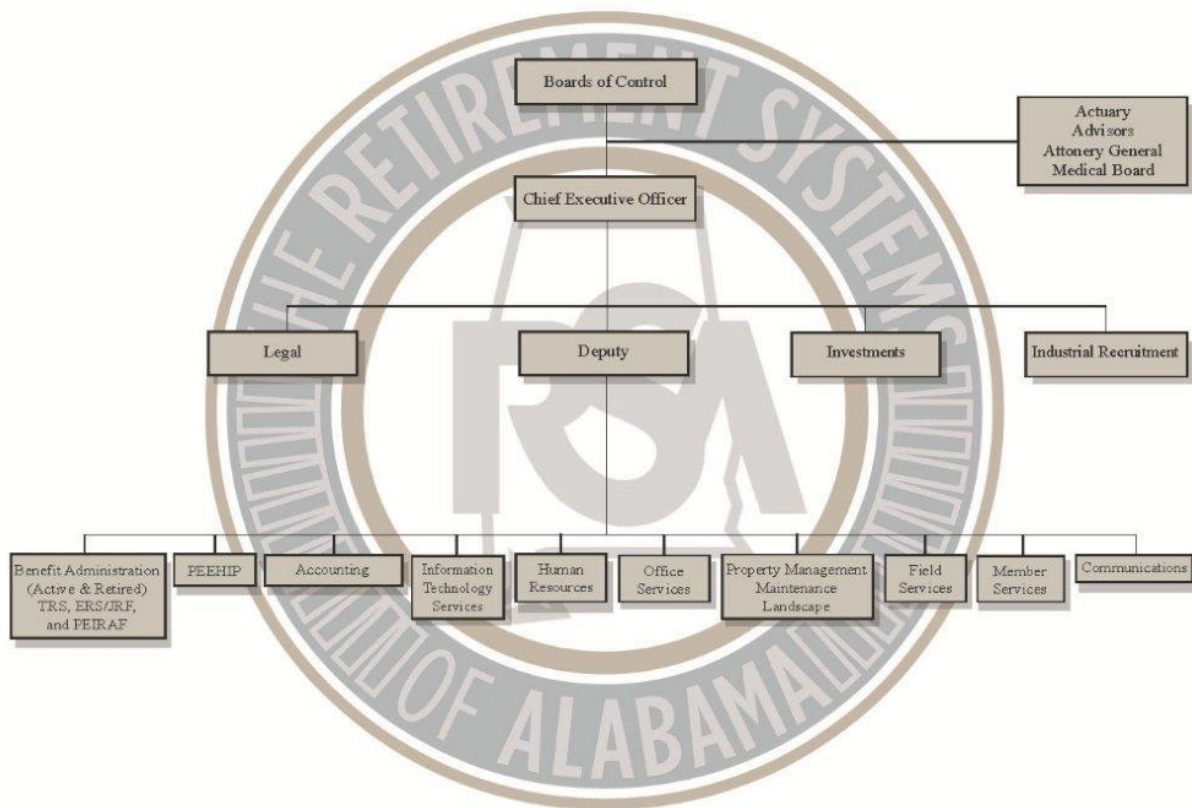 THE RETIREMENT SYSTEMS
OF ALABAMA
RSA
Boards of Control
Actuary
Advisors
Attonery General
Medical Board
Chief Executive Officer
Legal
Deputy
Investments
Industrial Recruitment
Benefit Administration
(Active & Retired)
TRS, ERS/JRF,
and PEIRAF
PEEHIP
Accounting
Information
Technology
Services
Human
Resources
Office
Services
Property Management
Maintenance
Landscape
Field
Services
Member
Services
Communications